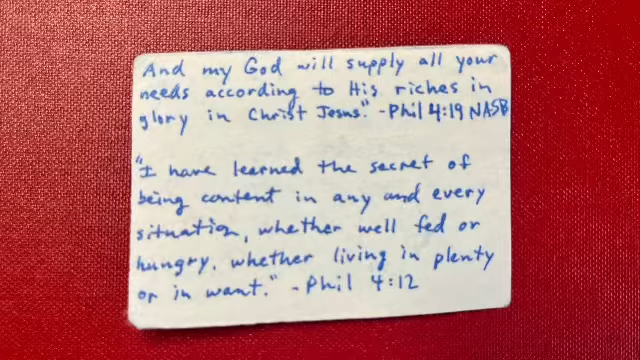 And my God will supply all your
needs according to His riches in
glory in Christ Jesus." -Phil 4:19 NASB
"I have learned the secret of
being content in any and every
situation, whether well fed or
hungry, whether living in plenty
or in want." -Phil 4:12